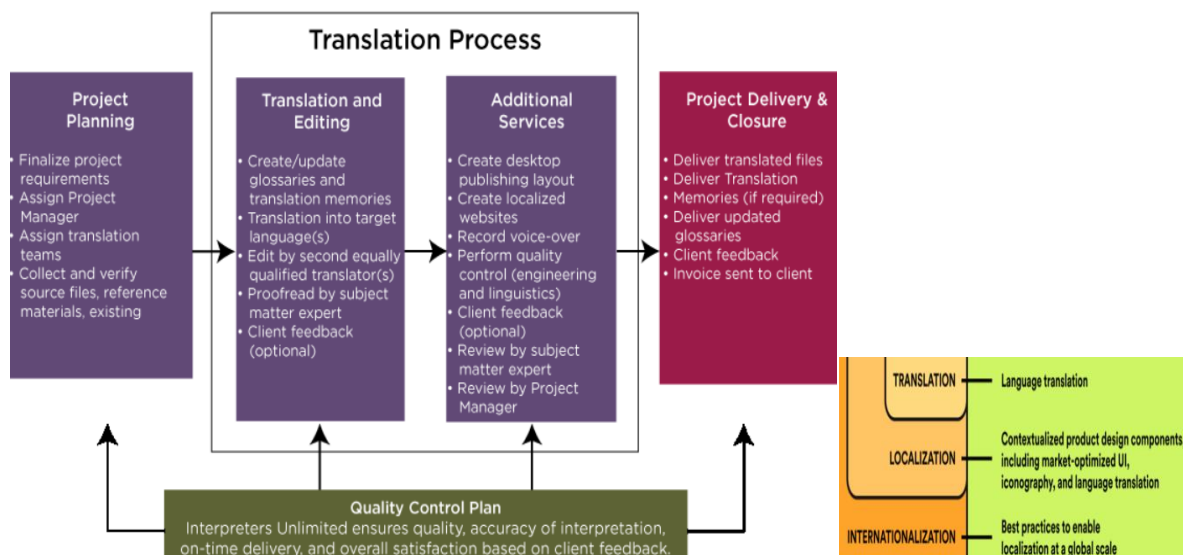 Translation Process
Project
Planning
• Finalize project
requirements
• Assign Project
Manager
• Assign translation
teams
• Collect and verify
source files, reference
materials, existing
Translation and
Editing
• Create/update
glossaries and
translation memories
• Translation into target
language(s)
• Edit by second equally
qualified translator(s)
• Proofread by subject
matter expert
• Client feedback
(optional)
Additional
Services
• Create desktop
publishing layout
• Create localized
websites
• Record voice-over
• Perform quality
control (engineering
and linguistics)
• Client feedback
(optional)
• Review by subject
matter expert
• Review by Project
Manager
Project Delivery &
Closure
• Deliver translated files
• Deliver Translation
• Memories (if required)
• Deliver updated
glossaries
• Client feedback
• Invoice sent to client
Quality Control Plan
Interpreters Unlimited ensures quality, accuracy of interpretation,
on-time delivery, and overall satisfaction based on client feedback.
TRANSLATION
Language translation
LOCALIZATION
Contextualized product design components
including market-optimized UI,
iconography, and language translation
INTERNATIONALIZATION
Best practices to enable
localization at a global scale